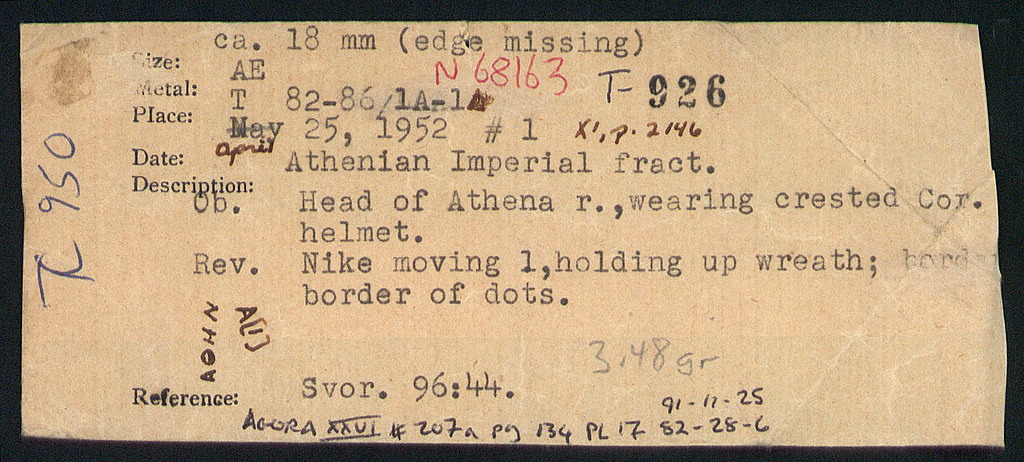 ca. 18 mm (edge missing)
Size: AE
N 68163
T- 926
Metal: T 82-86/1A-1A
Place: May 25, 1952 #1 XI, p. 2146
april
Date: Athenian Imperial fract.
Description:
Ob. Head of Athena r.,wearing crested Cor.
helmet.
Rev. Nike moving l,holding up wreath; bord
border of dots.
ΑΘΗΝ
Α[Ι]
3.48 gr
Reference: Svor. 96:44.
91-11-25
AGORA XXVI # 207a pg 134 PL 17 82-28-6
T 950